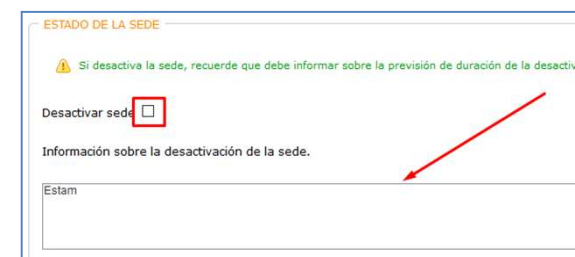 ESTADO DE LA SEDE
Si desactiva la sede, recuerde que debe informar sobre la previsión de duración de la desactiv
Desactivar sede
Información sobre la desactivación de la sede.
Estam